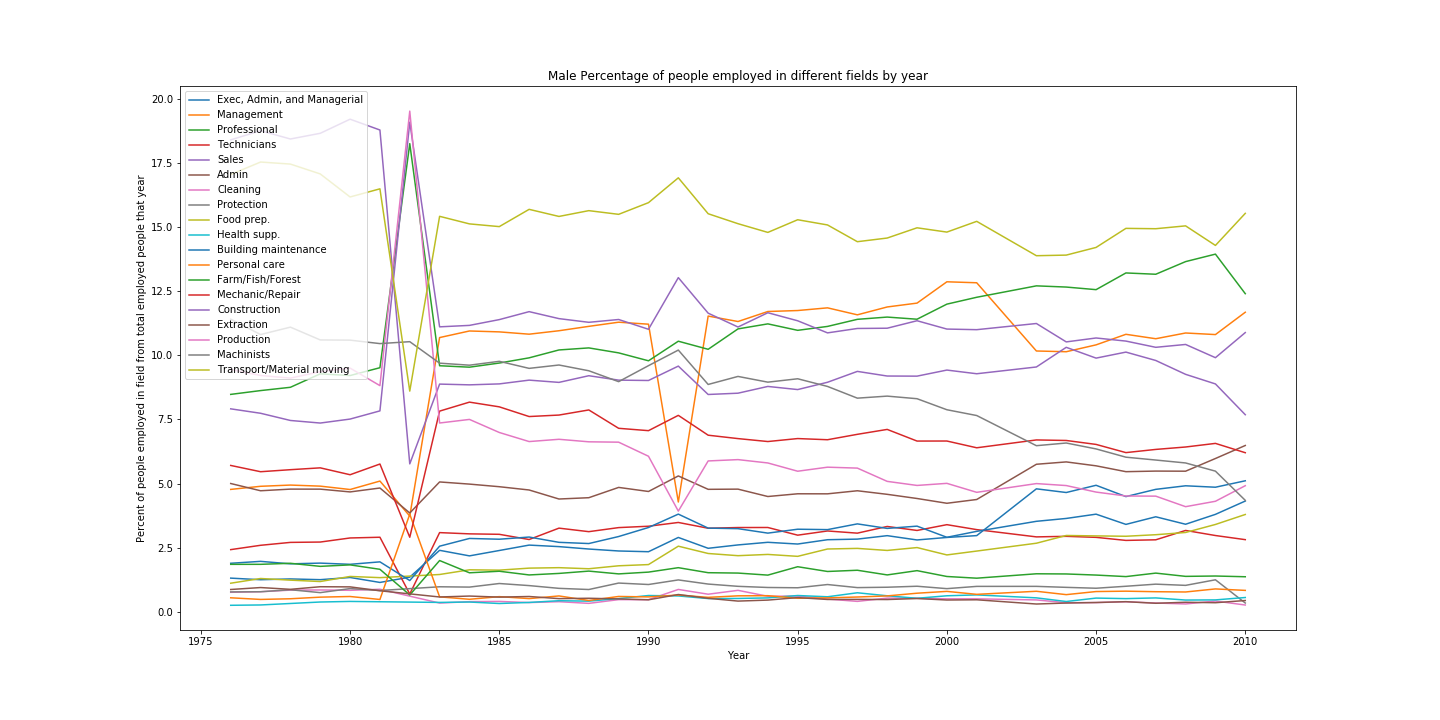 Male Percentage of people employed in different fields by year
Percent of people employed in field from total employed people that year
20.0
17.5
15.0
12.5
10.0
7.5
5.0
2.5
0.0
Exec, Admin, and Managerial
Management
Professional
Technicians
Sales
Admin
Cleaning
Protection
Food prep.
Health supp.
Building maintenance
Personal care
Farm/Fish/Forest
Mechanic/Repair
Construction
Extraction
Production
Machinists
Transport/Material moving
1975 1980 1985 1990 1995 2000 2005 2010
Year